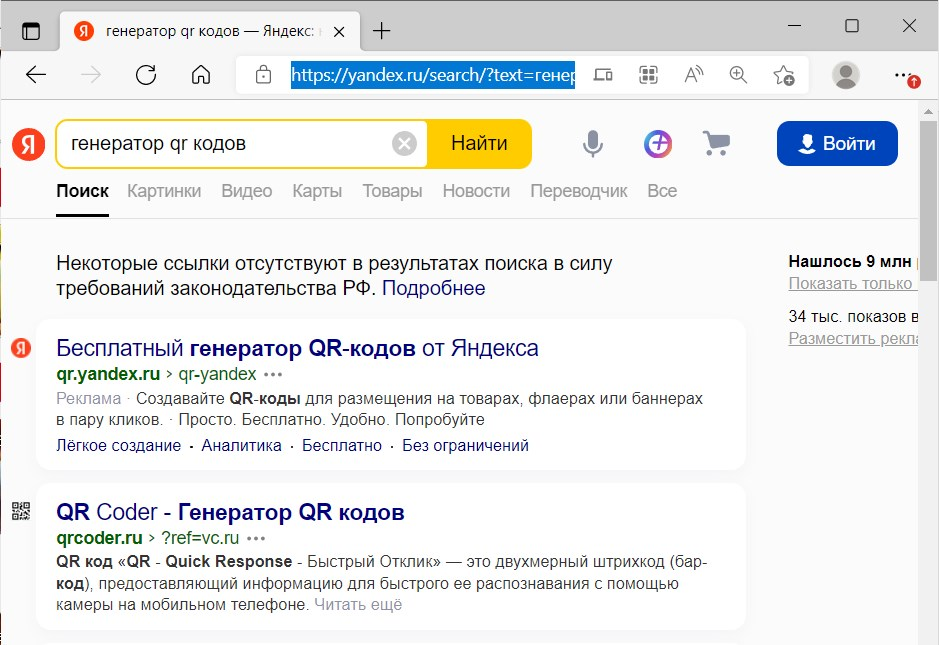 генератор qr кодов — Яндекс:
https://yandex.ru/search/?text=генер
Я генератор qr кодов Найти Войти
Поиск Картинки Видео Карты Товары Новости Переводчик Все
Некоторые ссылки отсутствуют в результатах поиска в силу
требований законодательства РФ. Подробнее
Нашлось 9 млн
Показать только
34 тыс. показов в
Разместить рекла
Бесплатный генератор QR-кодов от Яндекса
qr.yandex.ru › qr-yandex
Реклама · Создавайте QR-коды для размещения на товарах, флаерах или баннерах
в пару кликов. · Просто. Бесплатно. Удобно. Попробуйте
Лёгкое создание · Аналитика · Бесплатно · Без ограничений
QR Coder - Генератор QR кодов
qrcoder.ru › ?ref=vc.ru
QR код «QR - Quick Response - Быстрый Отклик» — это двухмерный штрихкод (бар-
код), предоставляющий информацию для быстрого ее распознавания с помощью
камеры на мобильном телефоне. Читать ещё